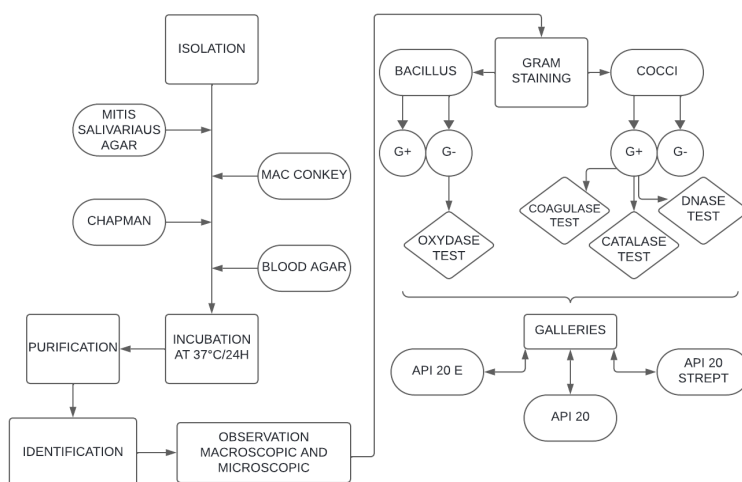 ISOLATION
MITIS
SALIVARIAUS
AGAR
MAC CONKEY
CHAPMAN
BLOOD AGAR
INCUBATION
AT 37°C/24H
PURIFICATION
IDENTIFICATION
OBSERVATION
MACROSCOPIC AND
MICROSCOPIC
GRAM
STAINING
BACILLUS
COCCI
G+
G-
G+
G-
OXYDASE
TEST
COAGULASE
TEST
CATALASE
TEST
DNASE
TEST
GALLERIES
API 20 E
API 20
API 20
STREPT